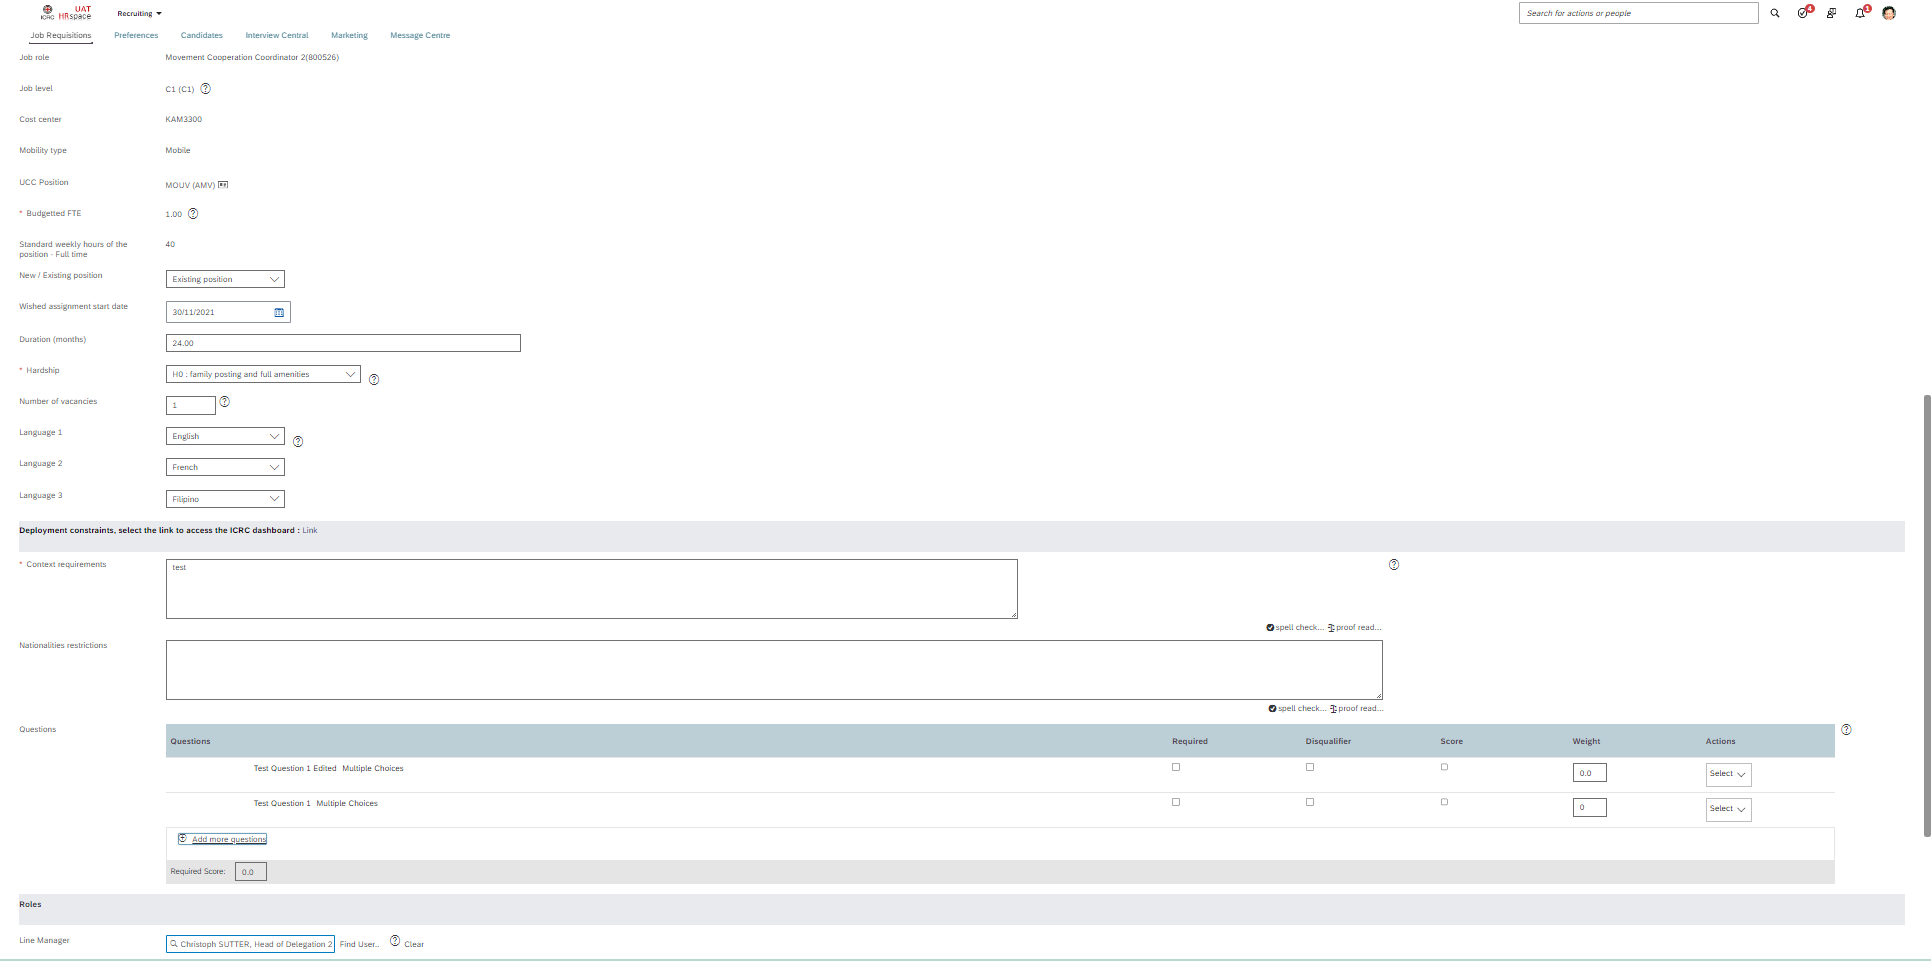 UAT
ICRC HRspace
Recruiting
Search for actions or people
4
1
Job Requisitions
Preferences
Candidates
Interview Central
Marketing
Message Centre
Job role
Movement Cooperation Coordinator 2(800526)
Job level
C1 (C1) ?
Cost center
KAM3300
Mobility type
Mobile
UCC Position
MOUV (AMV)
* Budgetted FTE
1.00 ?
Standard weekly hours of the
position - Full time
40
New / Existing position
Existing position
Wished assignment start date
30/11/2021
Duration (months)
24.00
* Hardship
H0 : family posting and full amenities ?
Number of vacancies
1 ?
Language 1
English ?
Language 2
French
Language 3
Filipino
Deployment constraints, select the link to access the ICRC dashboard : Link
* Context requirements
test
?
spell check... proof read...
Nationalities restrictions
spell check... proof read...
Questions
?
Questions Required Disqualifier Score Weight Actions
Test Question 1 Edited Multiple Choices 0.0 Select
Test Question 1 Multiple Choices 0 Select
Add more questions
Required Score: 0.0
Roles
Line Manager
Christoph SUTTER, Head of Delegation 2 Find User... ? Clear